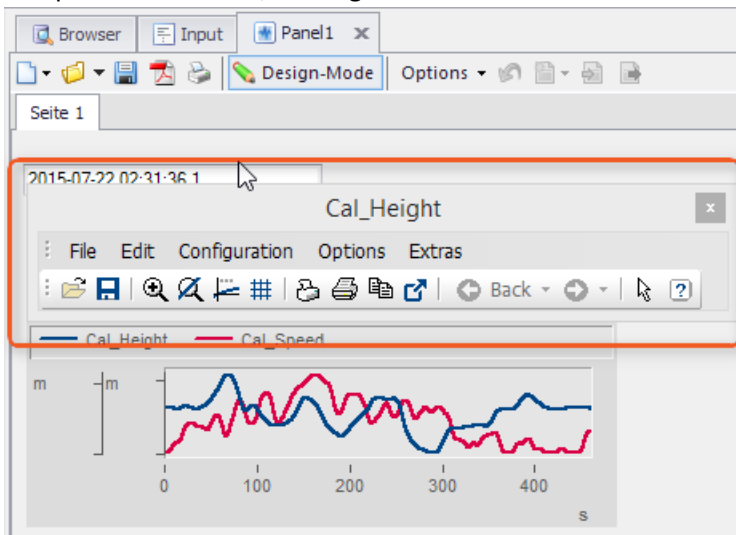 Browser Input Panel1
Design-Mode Options
Seite 1
2015-07-22 02:31:36.1
Cal_Height
File Edit Configuration Options Extras
Back
Cal_Height Cal_Speed
m m
0 100 200 300 400
s